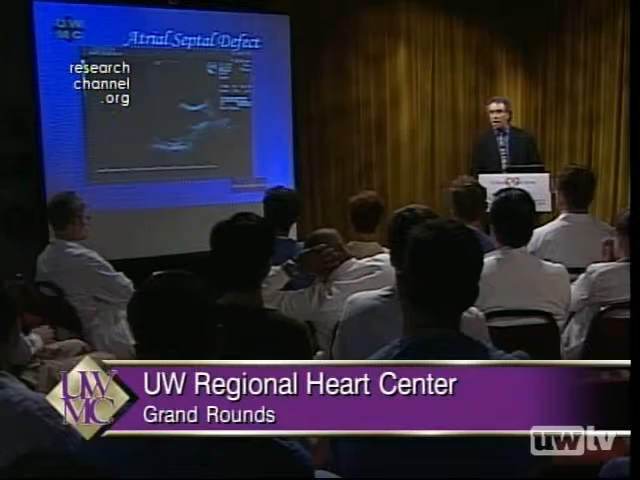 UW
MC
Atrial Septal Defect
research
channel
.org
UW
MC
UW Regional Heart Center
Grand Rounds
uwtv